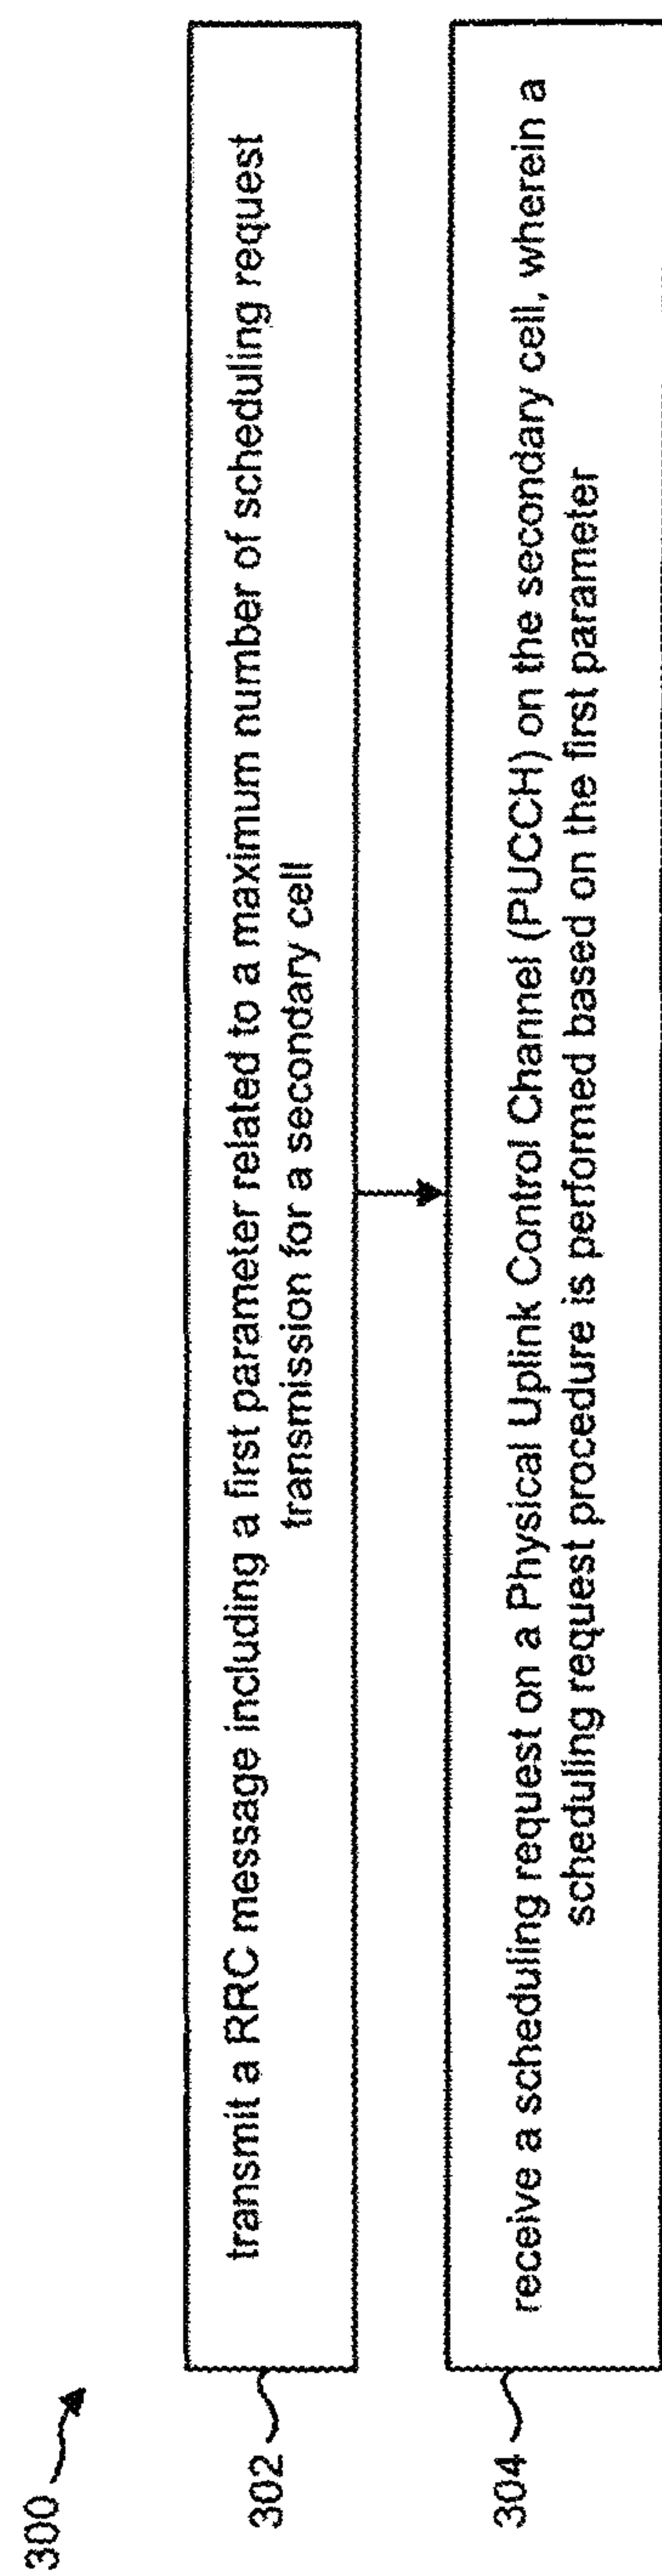 300
302
transmit a RRC message including a first parameter related to a maximum number of scheduling request
transmission for a secondary cell
304
receive a scheduling request on a Physical Uplink Control Channel (PUCCH) on the secondary cell, wherein a
scheduling request procedure is performed based on the first parameter